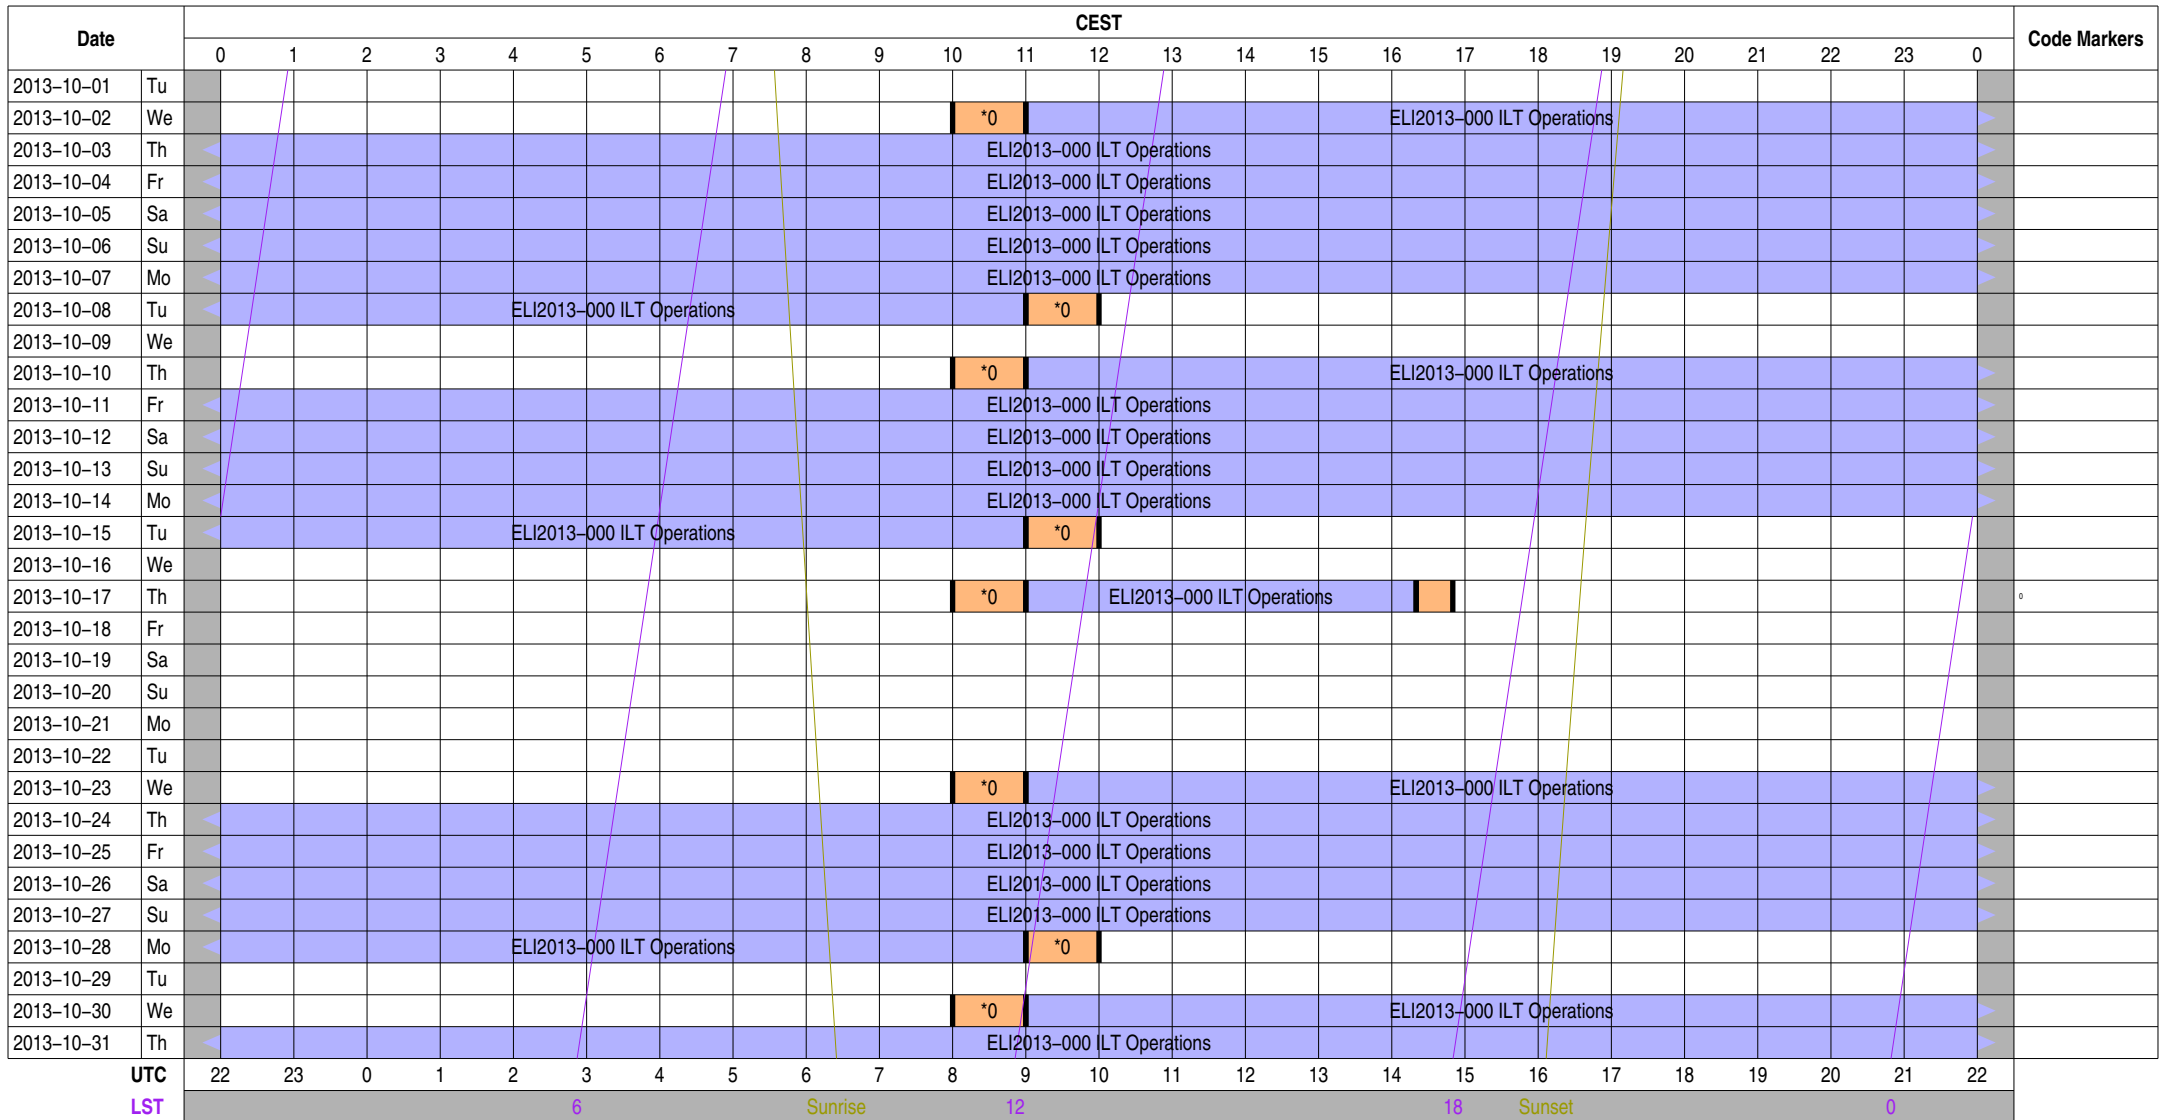 Date CEST Code Markers
0 1 2 3 4 5 6 7 8 9 10 11 12 13 14 15 16 17 18 19 20 21 22 23 0
2013-10-01 Tu
2013-10-02 We *0 ELI2013-000 ILT Operations
2013-10-03 Th ELI2013-000 ILT Operations
2013-10-04 Fr ELI2013-000 ILT Operations
2013-10-05 Sa ELI2013-000 ILT Operations
2013-10-06 Su ELI2013-000 ILT Operations
2013-10-07 Mo ELI2013-000 ILT Operations
2013-10-08 Tu ELI2013-000 ILT Operations *0
2013-10-09 We
2013-10-10 Th *0 ELI2013-000 ILT Operations
2013-10-11 Fr ELI2013-000 ILT Operations
2013-10-12 Sa ELI2013-000 ILT Operations
2013-10-13 Su ELI2013-000 ILT Operations
2013-10-14 Mo ELI2013-000 ILT Operations
2013-10-15 Tu ELI2013-000 ILT Operations *0
2013-10-16 We
2013-10-17 Th *0 ELI2013-000 ILT Operations 0
2013-10-18 Fr
2013-10-19 Sa
2013-10-20 Su
2013-10-21 Mo
2013-10-22 Tu
2013-10-23 We *0 ELI2013-000 ILT Operations
2013-10-24 Th ELI2013-000 ILT Operations
2013-10-25 Fr ELI2013-000 ILT Operations
2013-10-26 Sa ELI2013-000 ILT Operations
2013-10-27 Su ELI2013-000 ILT Operations
2013-10-28 Mo ELI2013-000 ILT Operations *0
2013-10-29 Tu
2013-10-30 We *0 ELI2013-000 ILT Operations
2013-10-31 Th ELI2013-000 ILT Operations
UTC 22 23 0 1 2 3 4 5 6 7 8 9 10 11 12 13 14 15 16 17 18 19 20 21 22
LST 6 Sunrise 12 18 Sunset 0